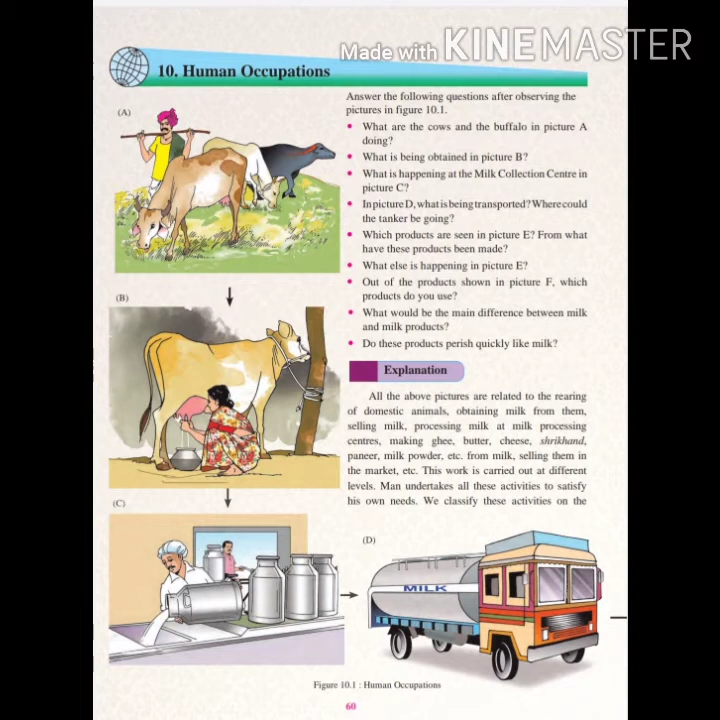 Made with KINEMASTER
10. Human Occupations
(A)
Answer the following questions after observing the
pictures in figure 10.1.
• What are the cows and the buffalo in picture A
doing?
• What is being obtained in picture B?
• What is happening at the Milk Collection Centre in
picture C?
• In picture D, what is being transported? Where could
the tanker be going?
• Which products are seen in picture E? From what
have these products been made?
• What else is happening in picture E?
• Out of the products shown in picture F, which
products do you use?
• What would be the main difference between milk
and milk products?
• Do these products perish quickly like milk?
(B)
Explanation
All the above pictures are related to the rearing
of domestic animals, obtaining milk from them,
selling milk, processing milk at milk processing
centres, making ghee, butter, cheese, shrikhand,
paneer, milk powder, etc. from milk, selling them in
the market, etc. This work is carried out at different
levels. Man undertakes all these activities to satisfy
his own needs. We classify these activities on the
(C)
(D)
MILK
Figure 10.1 : Human Occupations
60